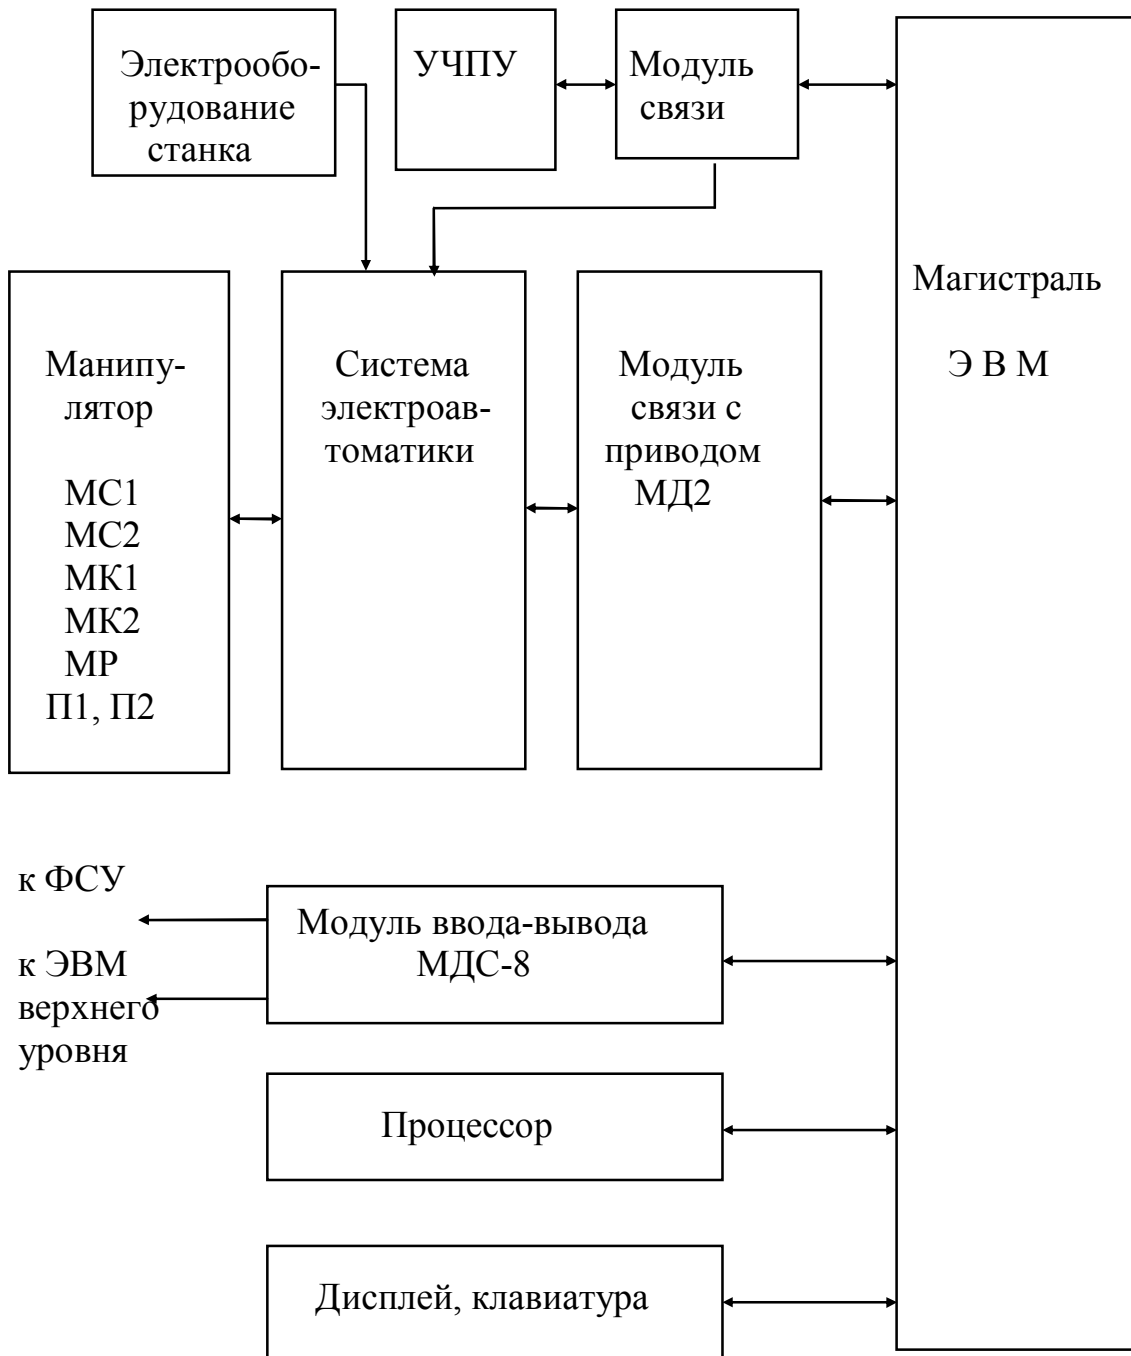 Электрообо-
рудование
станка
УЧПУ
Модуль
связи
Магистраль
Э В М
Манипу-
лятор
МС1
МС2
МК1
МК2
МР
П1, П2
Система
электроав-
томатики
Модуль
связи с
приводом
МД2
к ФСУ
к ЭВМ
верхнего
уровня
Модуль ввода-вывода
МДС-8
Процессор
Дисплей, клавиатура